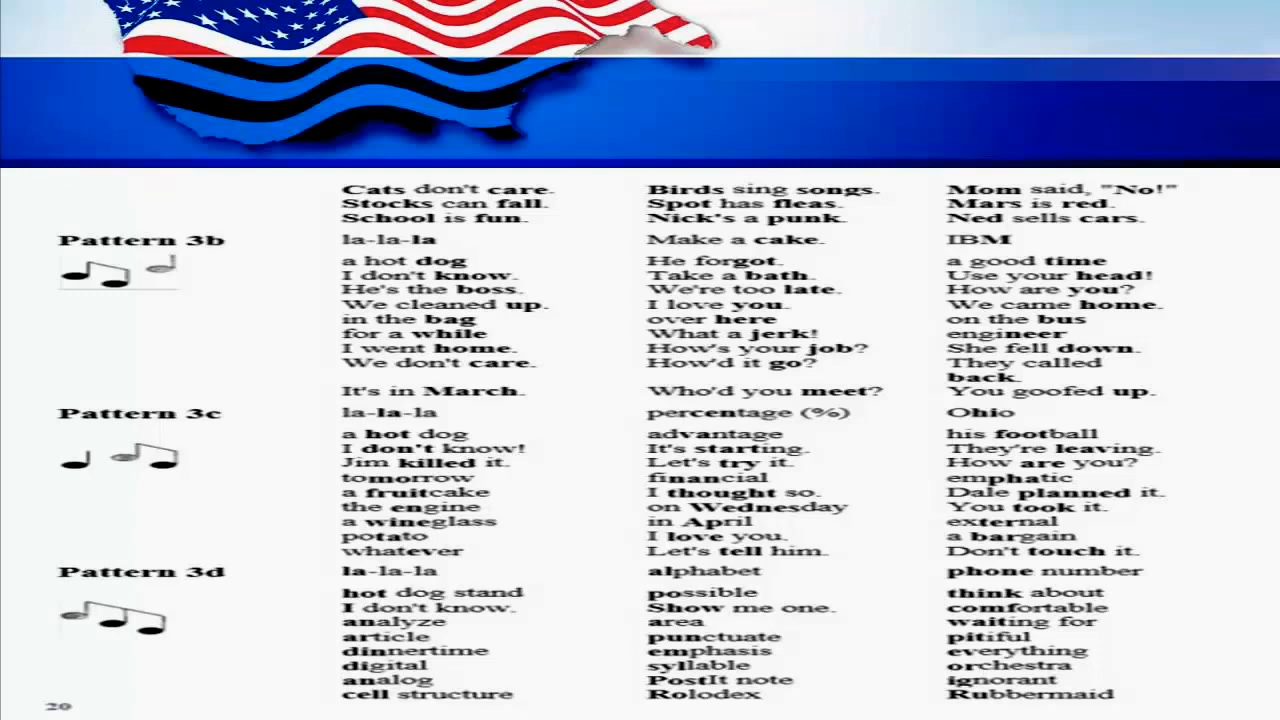 Cats don't care. Birds sing songs. Mom said, "No!"
Stocks can fall. Spot has fleas. Mars is red.
School is fun. Nick's a punk. Ned sells cars.
Pattern 3b la-la-la Make a cake. IBM
a hot dog He forgot. a good time
I don't know. Take a bath. Use your head!
He's the boss. We're too late. How are you?
We cleaned up. I love you. We came home.
in the bag over here on the bus
for a while What a jerk! engineer
I went home. How's your job? She fell down.
We don't care. How'd it go? They called
back.
It's in March. Who'd you meet? You goofed up.
Pattern 3c la-la-la percentage (%) Ohio
a hot dog advantage his football
I don't know! It's starting. They're leaving.
Jim killed it. Let's try it. How are you?
tomorrow financial emphatic
a fruitcake I thought so. Dale planned it.
the engine on Wednesday You took it.
a wineglass in April external
potato I love you. a bargain
whatever Let's tell him. Don't touch it.
Pattern 3d la-la-la alphabet phone number
hot dog stand possible think about
I don't know. Show me one. comfortable
analyze area waiting for
article punctuate pitiful
dinnertime emphasis everything
digital syllable orchestra
analog PostIt note ignorant
cell structure Rolodex Rubbermaid
20